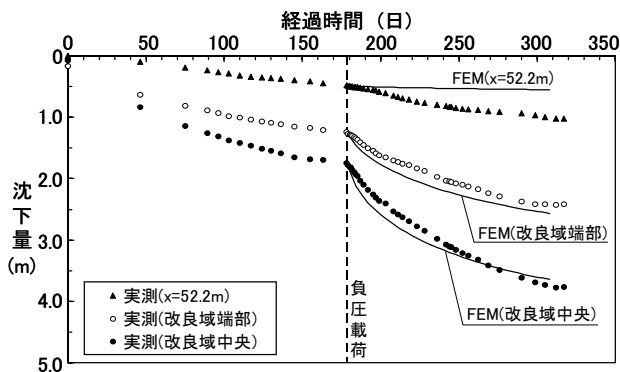 経過時間（日）
0 50 100 150 200 250 300 350
0
1.0
2.0
3.0
4.0
5.0
沈下量(m)
FEM(x=52.2m)
FEM(改良域端部)
FEM(改良域中央)
負圧載荷
▲ 実測(x=52.2m)
○ 実測(改良域端部)
● 実測(改良域中央)